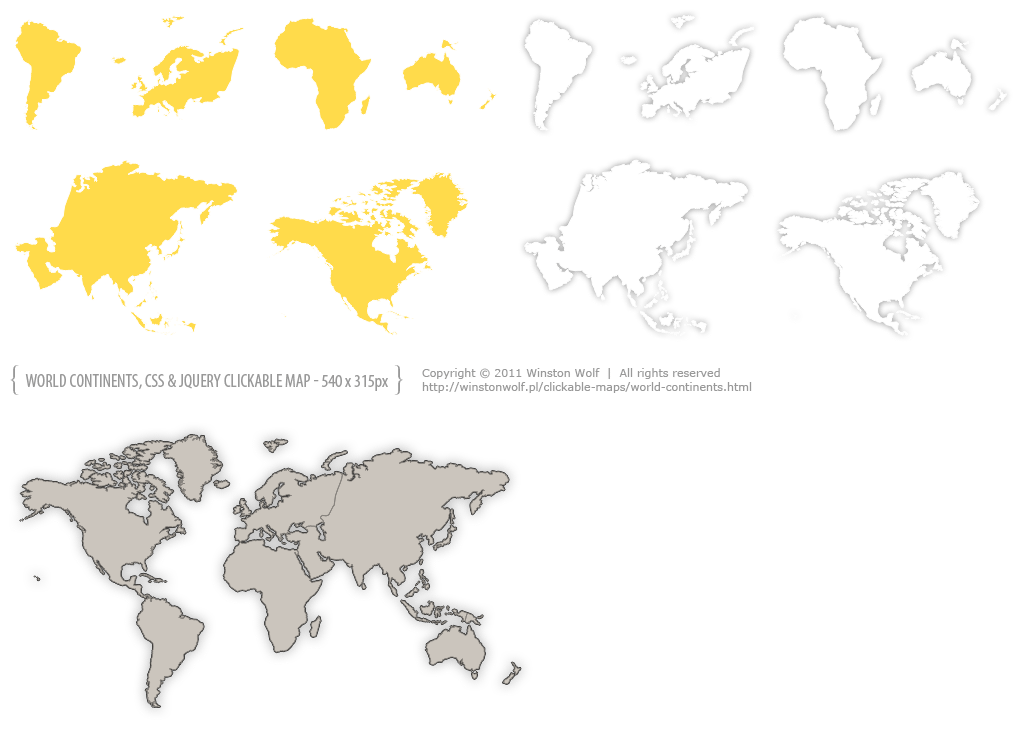 { WORLD CONTINENTS, CSS & JQUERY CLICKABLE MAP - 540 x 315px }
Copyright © 2011 Winston Wolf | All rights reserved
http://winstonwolf.pl/clickable-maps/world-continents.html